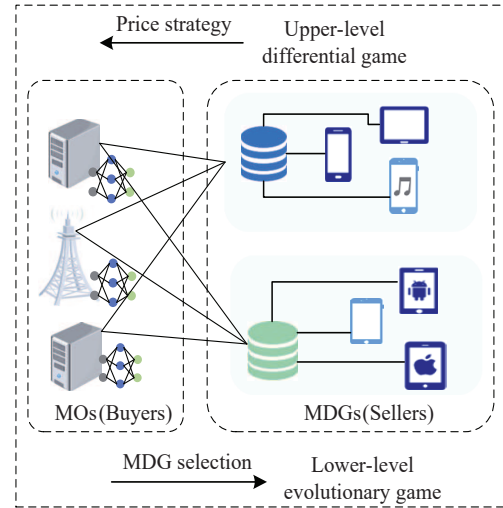 Price strategy
Upper-level
differential game
MOs(Buyers)
MDGs(Sellers)
MDG selection
Lower-level
evolutionary game